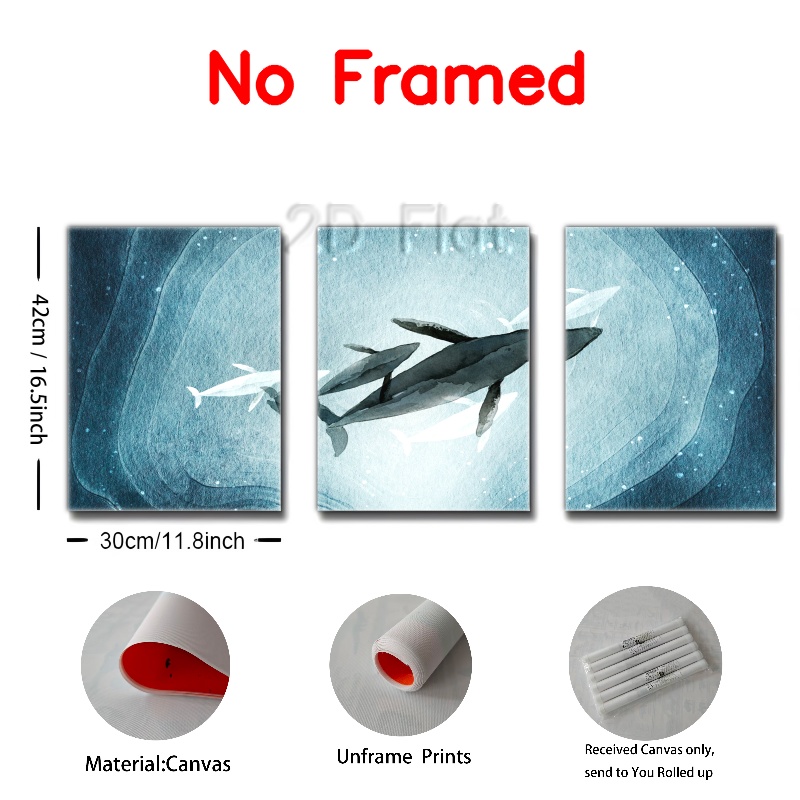 No Framed
2D Flat
42cm / 16.5inch
30cm/11.8inch
Material:Canvas
Unframe Prints
Received Canvas only,
send to You Rolled up